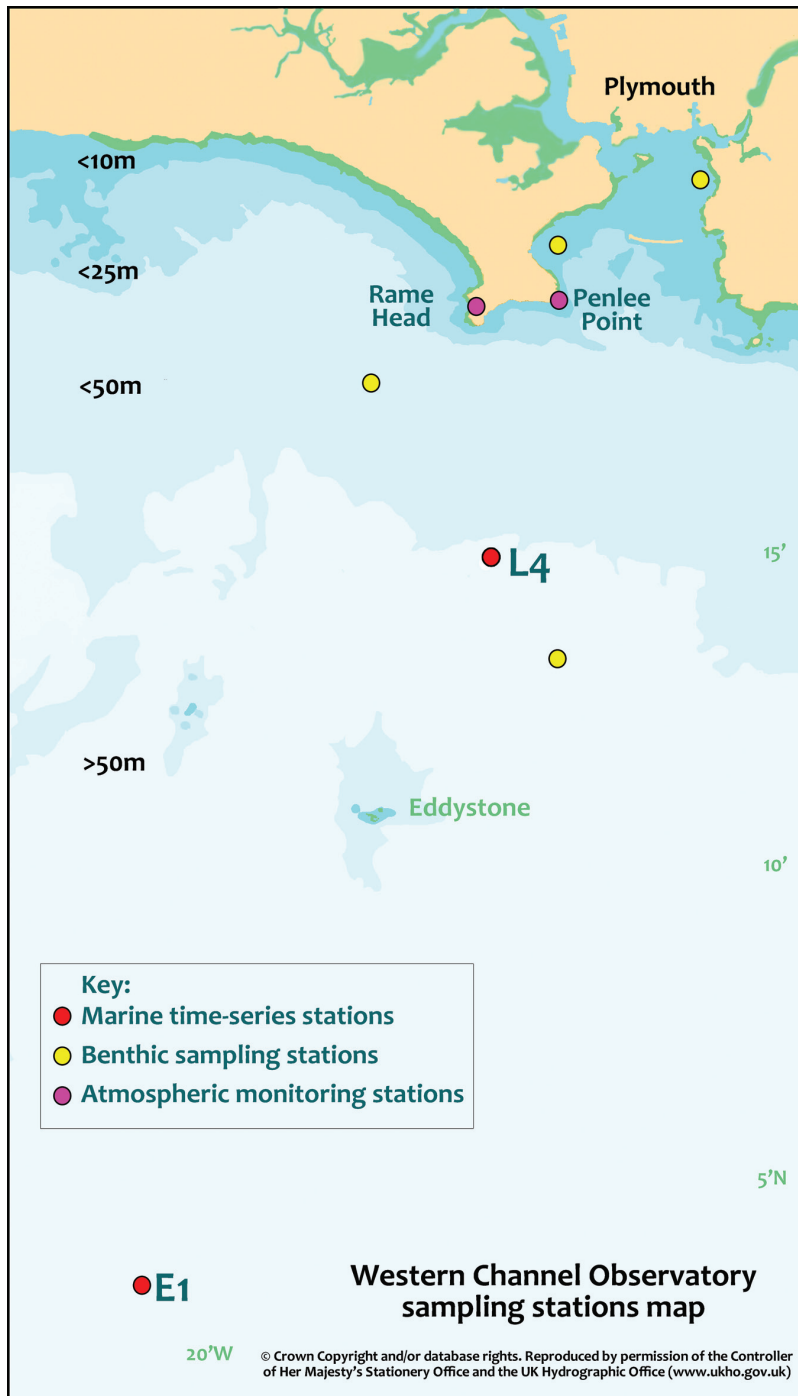 Plymouth
<10m
<25m
Rame
Head
Penlee
Point
<50m
15’
L4
>50m
Eddystone
10’
Key:
Marine time-series stations
Benthic sampling stations
Atmospheric monitoring stations
5’N
E1
Western Channel Observatory
sampling stations map
20’W
© Crown Copyright and/or database rights. Reproduced by permission of the Controller
of Her Majesty’s Stationery Office and the UK Hydrographic Office (www.ukho.gov.uk)